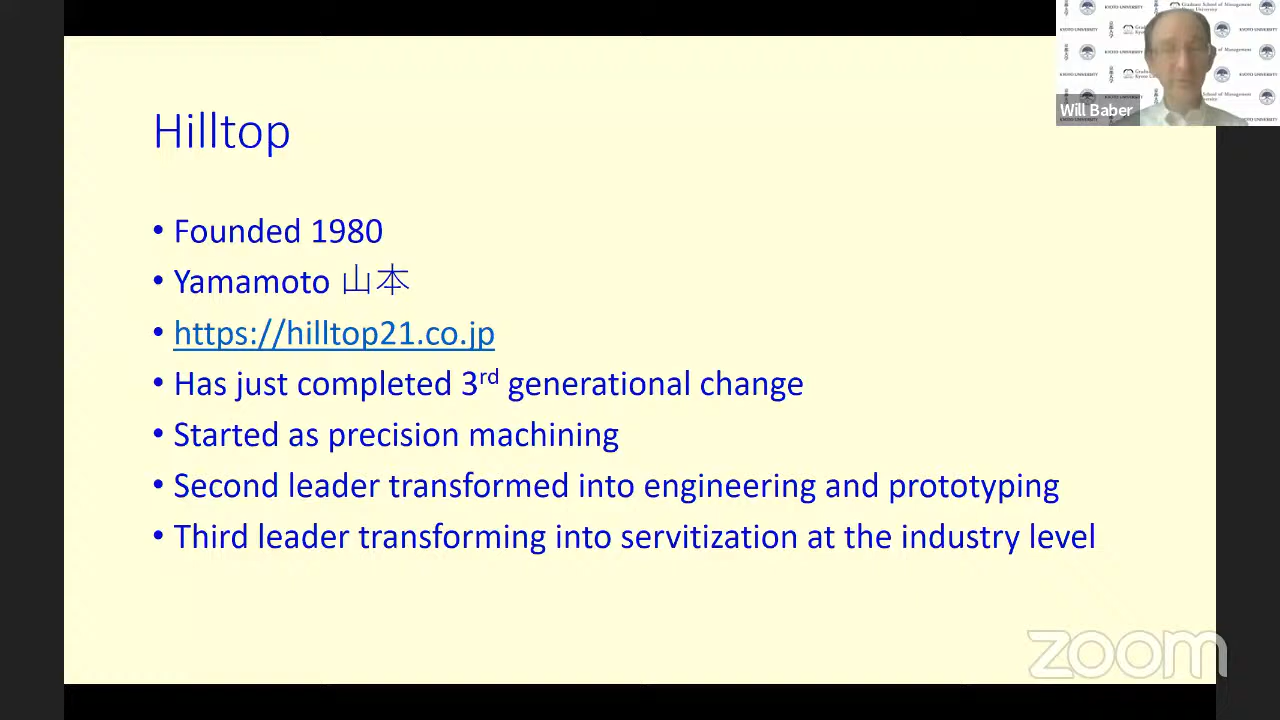 Hilltop
• Founded 1980
• Yamamoto 山本
• https://hilltop21.co.jp
• Has just completed 3rd generational change
• Started as precision machining
• Second leader transformed into engineering and prototyping
• Third leader transforming into servitization at the industry level
Will Baber
KYOTO UNIVERSITY
zoom